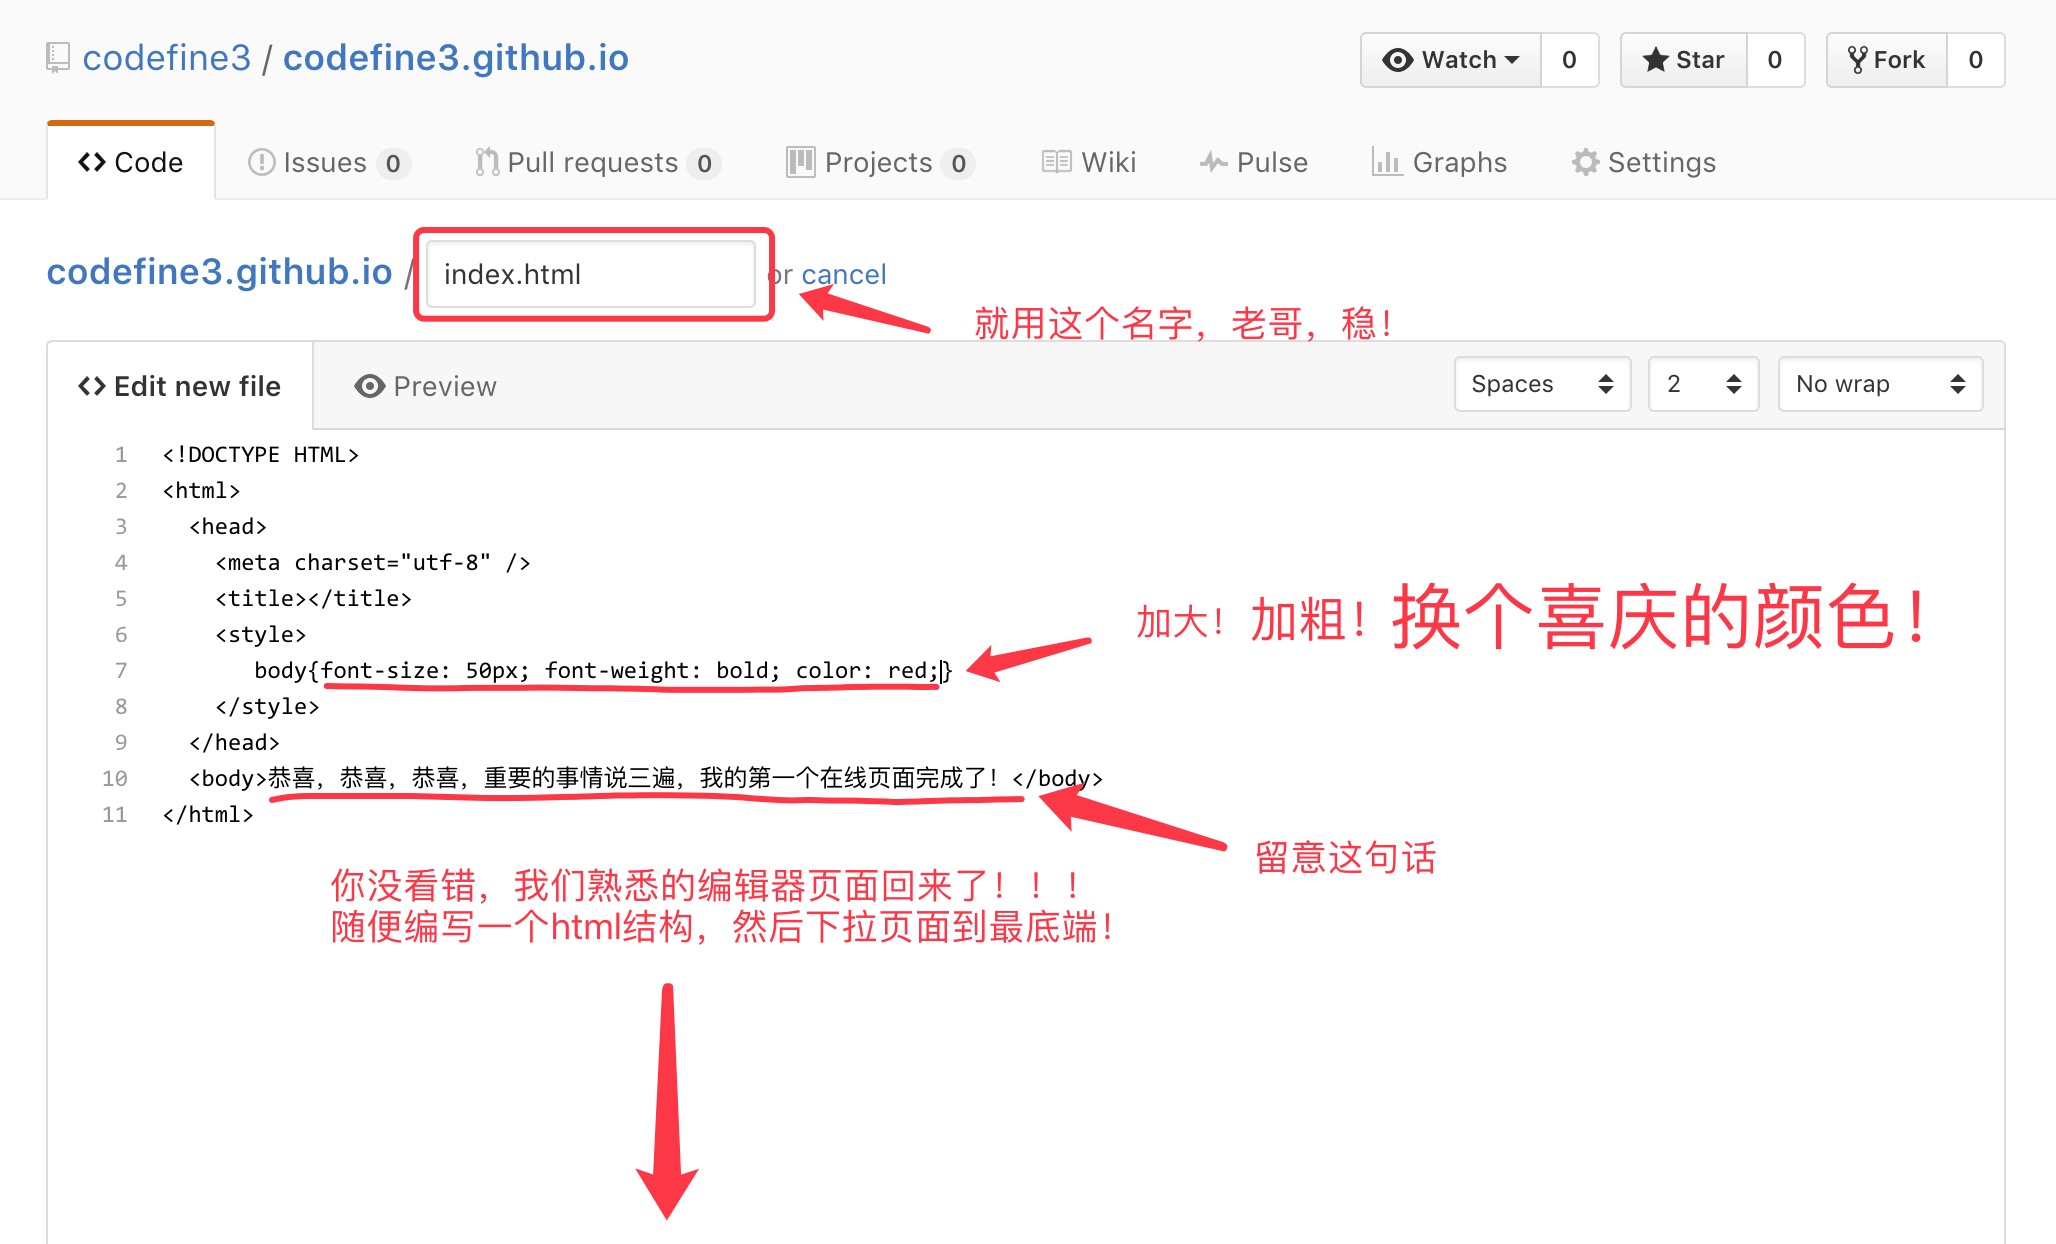 codefine3 / codefine3.github.io
Watch 0 Star 0 Fork 0
Code Issues 0 Pull requests 0 Projects 0 Wiki Pulse Graphs Settings
codefine3.github.io / index.html or cancel
就用这个名字，老哥，稳！
Edit new file Preview Spaces 2 No wrap
1 <!DOCTYPE HTML>
2 <html>
3 <head>
4 <meta charset="utf-8" />
5 <title></title>
6 <style>
加大！加粗！换个喜庆的颜色！
7 body{font-size: 50px; font-weight: bold; color: red;}
8 </style>
9 </head>
10 <body>恭喜，恭喜，恭喜，重要的事情说三遍，我的第一个在线页面完成了！</body>
11 </html>
留意这句话
你没看错，我们熟悉的编辑器页面回来了！！！
随便编写一个html结构，然后下拉页面到最底端！